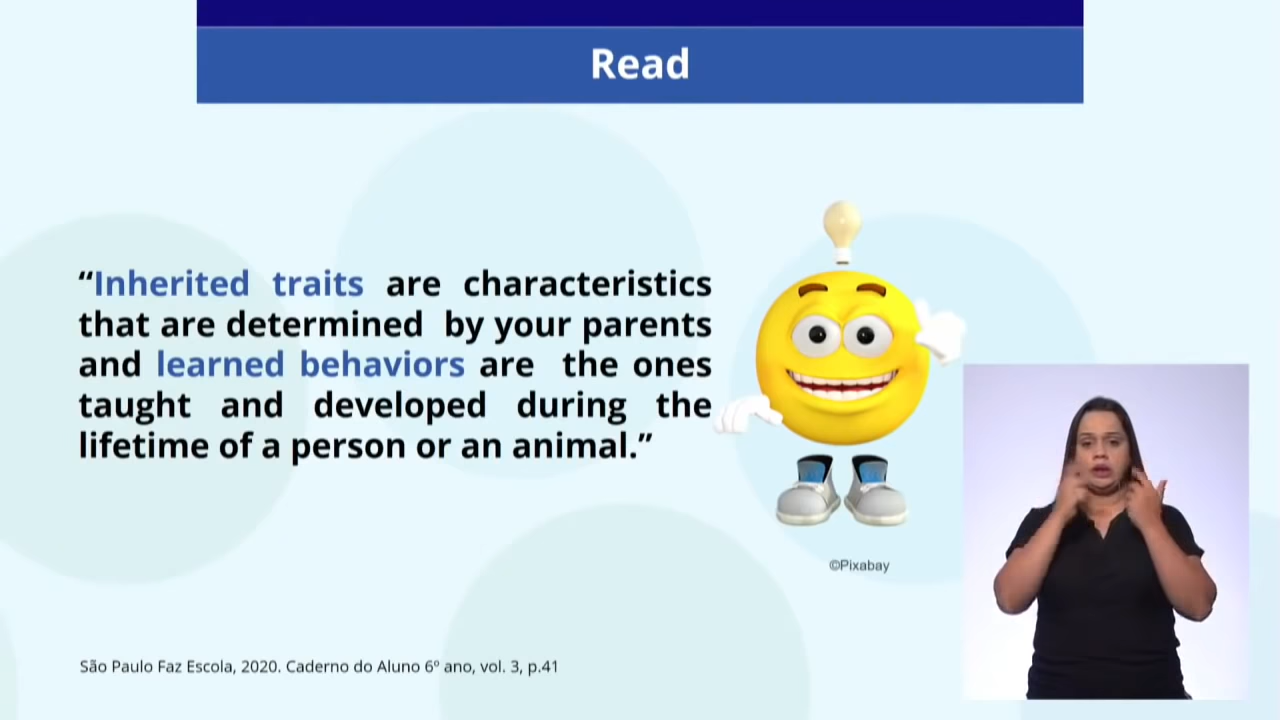 Read
“Inherited traits are characteristics
that are determined by your parents
and learned behaviors are the ones
taught and developed during the
lifetime of a person or an animal.”
©Pixabay
São Paulo Faz Escola, 2020. Caderno do Aluno 6º ano, vol. 3, p.41